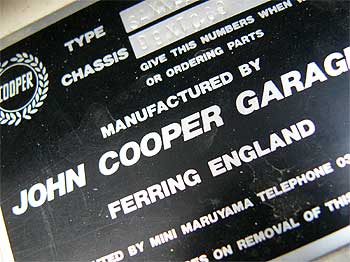 COOPER
TYPE
CHASSIS
GIVE THIS NUMBERS WHEN
OR ORDERING PARTS
MANUFACTURED BY
JOHN COOPER GARAGE
FERRING ENGLAND
BY MINI MARUYAMA TELEPHONE
ON REMOVAL OF THIS